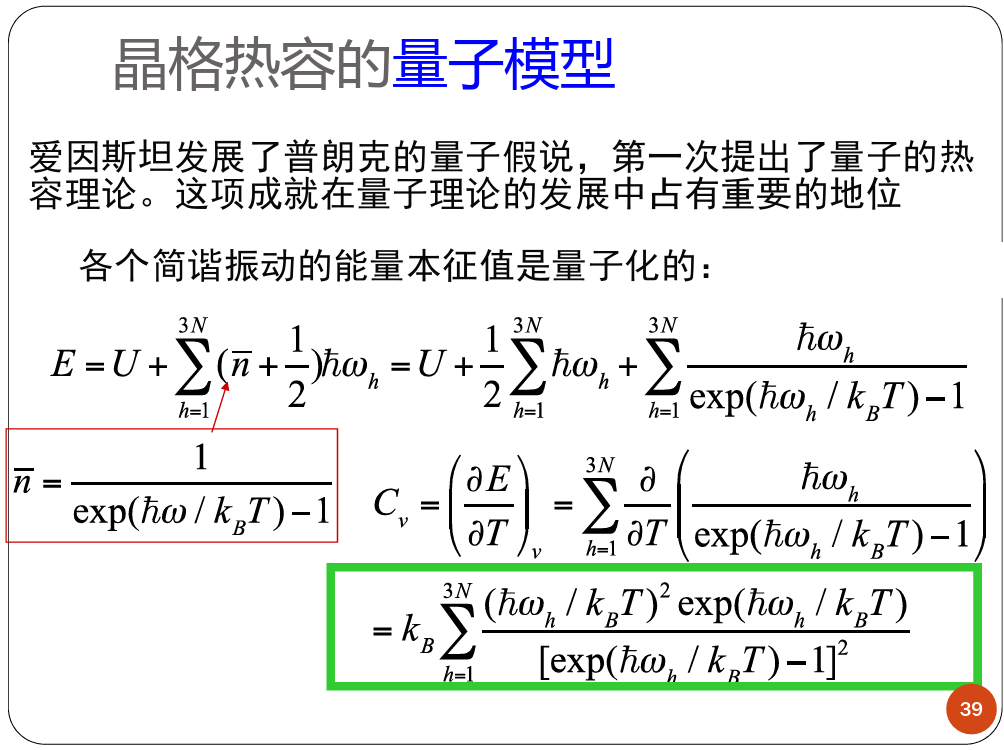 晶格热容的量子模型
爱因斯坦发展了普朗克的量子假说，第一次提出了量子的热
容理论。这项成就在量子理论的发展中占有重要的地位
各个简谐振动的能量本征值是量子化的：
E = U + \sum_{h=1}^{3N} (\bar{n} + \frac{1}{2})\hbar\omega_h = U + \frac{1}{2}\sum_{h=1}^{3N} \hbar\omega_h + \sum_{h=1}^{3N} \frac{\hbar\omega_h}{\exp(\hbar\omega_h / k_B T) - 1}
\bar{n} = \frac{1}{\exp(\hbar\omega / k_B T) - 1}
C_v = \left(\frac{\partial E}{\partial T}\right)_v = \sum_{h=1}^{3N} \frac{\partial}{\partial T} \left(\frac{\hbar\omega_h}{\exp(\hbar\omega_h / k_B T) - 1}\right)
= k_B \sum_{h=1}^{3N} \frac{(\hbar\omega_h / k_B T)^2 \exp(\hbar\omega_h / k_B T)}{[\exp(\hbar\omega_h / k_B T) - 1]^2}
39